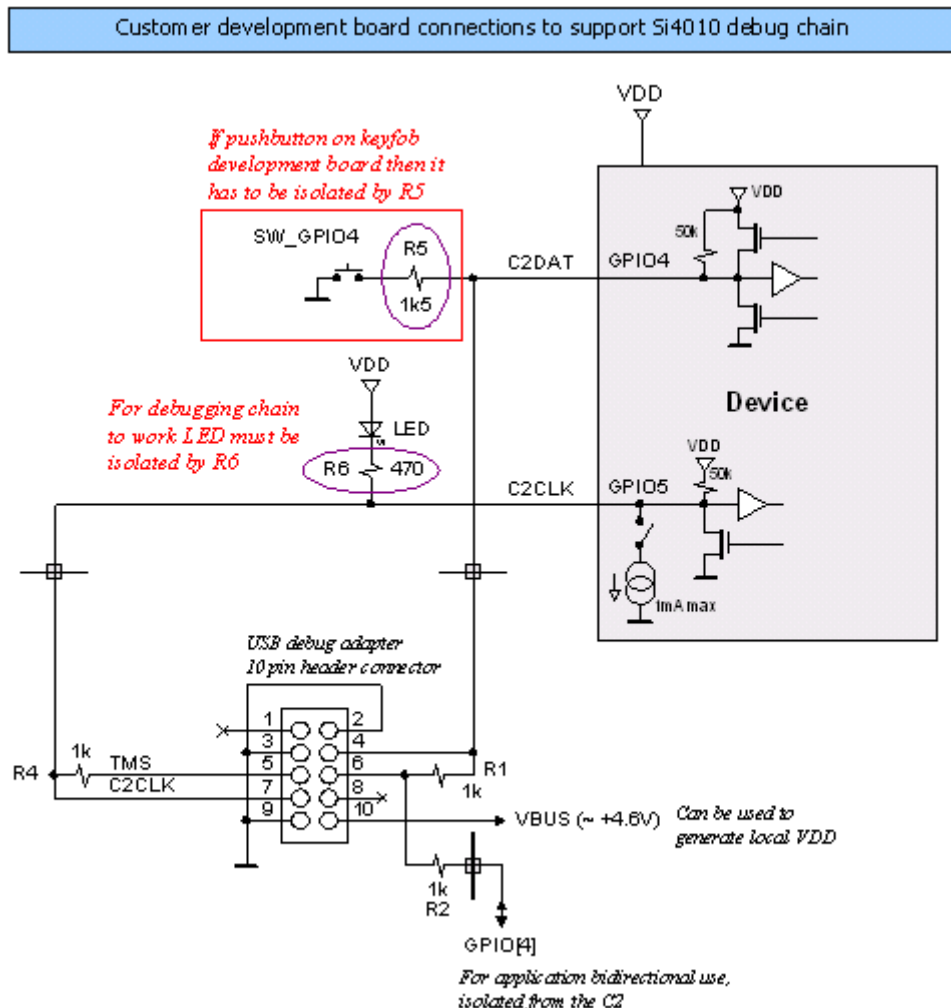 Customer development board connections to support Si4010 debug chain
VDD
If pushbutton on keyfob
development board then it
has to be isolated by R5
SW_GPIO4
R5
1k5
C2DAT
GPIO4
VDD
50k
VDD
Device
For debugging chain
to work LED must be
isolated by R6
LED
R6
470
C2CLK
GPIO5
VDD
50k
1mA max
USB debug adapter
10 pin header connector
1
2
3
4
5
6
7
8
9
10
1k
TMS
R4
C2CLK
R1
1k
VBUS (~ +4.6V)
Can be used to
generate local VDD
1k
R2
GPIO[4]
For application bidirectional use,
isolated from the C2